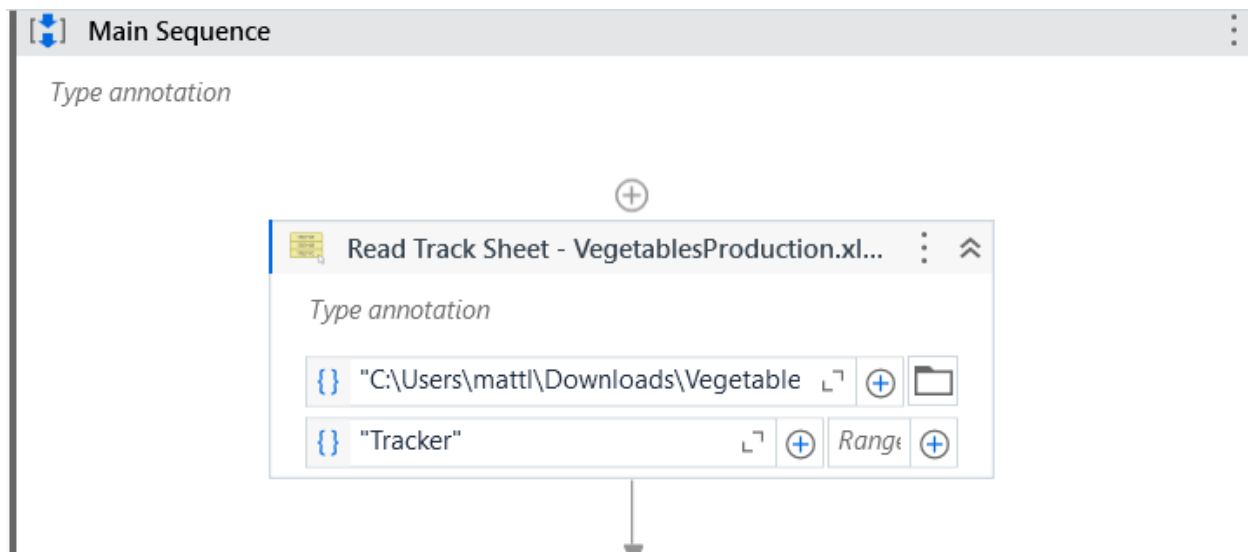 Main Sequence
Type annotation
Read Track Sheet - VegetablesProduction.xl...
Type annotation
{} "C:\Users\mattl\Downloads\Vegetable
{} "Tracker" Range